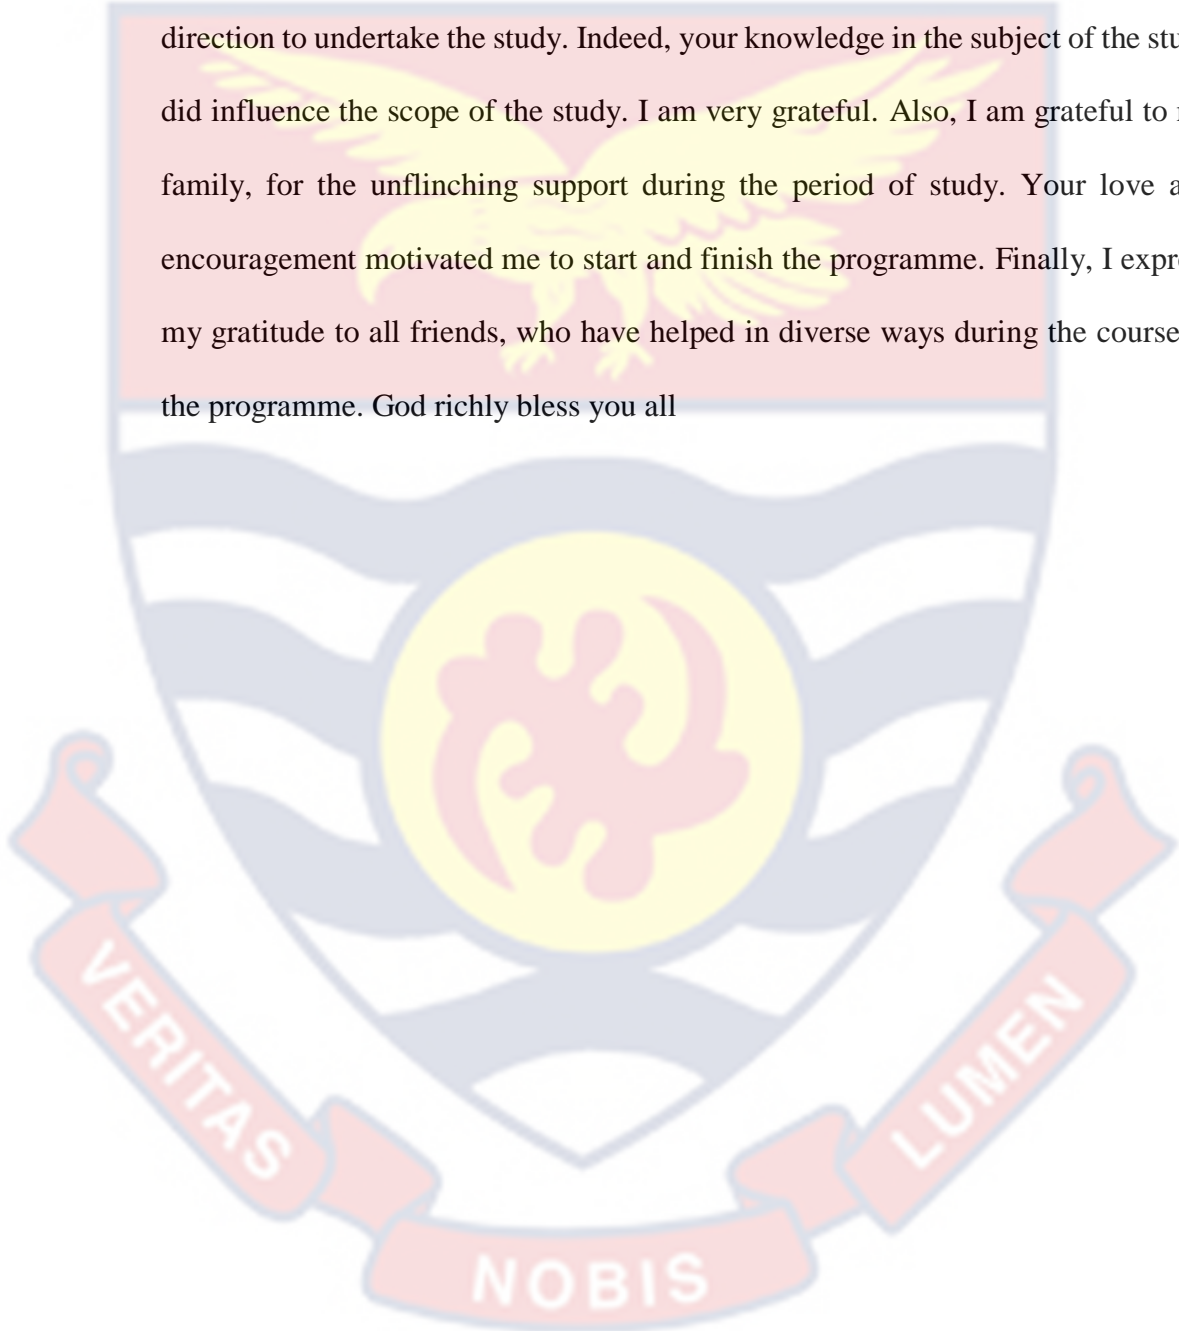 direction to undertake the study. Indeed, your knowledge in the subject of the stu
did influence the scope of the study. I am very grateful. Also, I am grateful to
family, for the unflinching support during the period of study. Your love a
encouragement motivated me to start and finish the programme. Finally, I expr
my gratitude to all friends, who have helped in diverse ways during the course
the programme. God richly bless you all
VERITAS
NOBIS
LUMEN